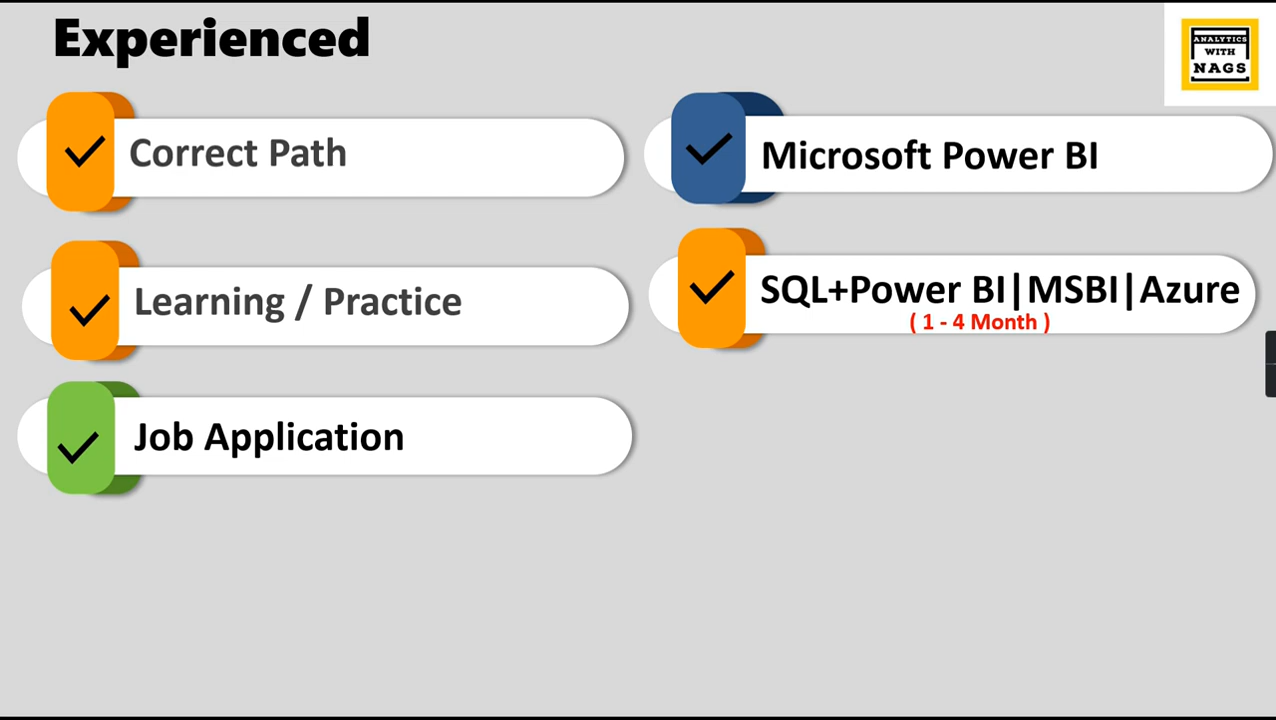 Experienced
ANALYTICS
WITH
NAGS
Correct Path
Microsoft Power BI
Learning / Practice
SQL+Power BI|MSBI|Azure
( 1 - 4 Month )
Job Application